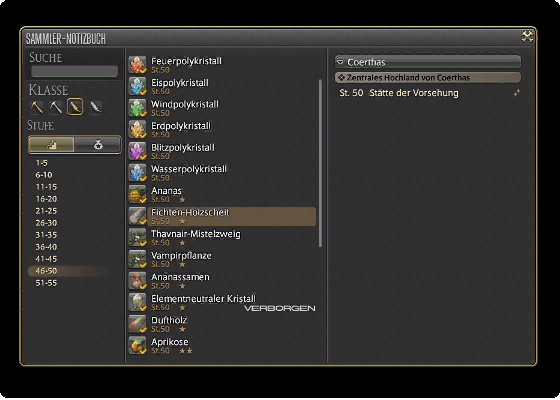 SAMMLER-NOTIZBUCH
SUCHE
KLASSE
STUFE
1-5
6-10
11-15
16-20
21-25
26-30
31-35
36-40
41-45
46-50
51-55
Feuerpolykristall
St.50
Eispolykristall
St.50
Windpolykristall
St.50
Erdpolykristall
St.50
Blitzpolykristall
St.50
Wasserpolykristall
St.50
Ananas
St.50 ★
Fichten-Holzscheit
St.50 ★
Thavnair-Mistelzweig
St.50 ★
Vampirpflanze
St.50 ★
Ananassamen
St.50 ★
Elementneutraler Kristall
St.50 ★ VERBORGEN
Duftholz
St.50 ★
Aprikose
St.50 ★★
Coerthas
Zentrales Hochland von Coerthas
St. 50 Stätte der Vorsehung